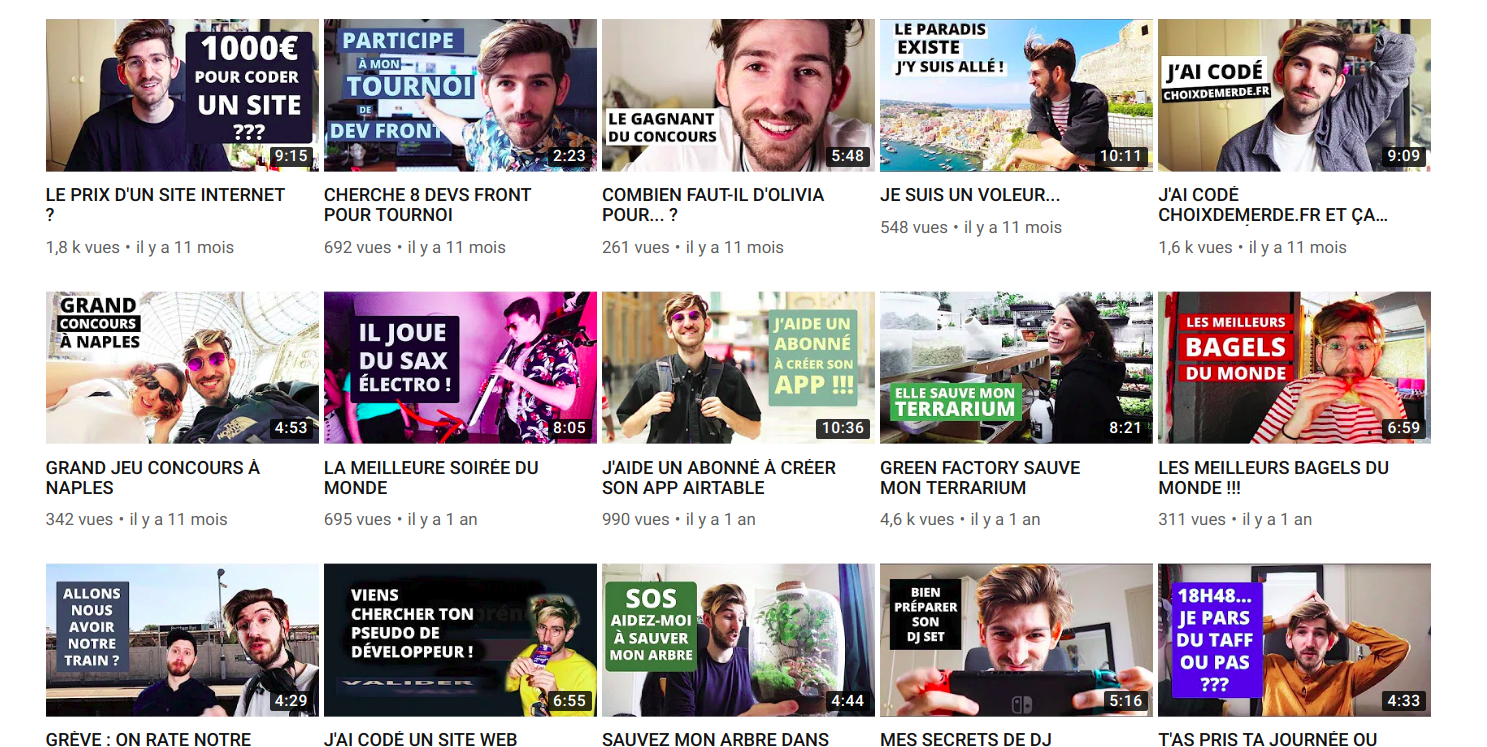 1000€
POUR CODER
UN SITE
???
9:15
LE PRIX D'UN SITE INTERNET
?
1,8 k vues • il y a 11 mois
PARTICIPE
À MON
TOURNOI
DE
DEV FRONT
2:23
CHERCHE 8 DEVS FRONT
POUR TOURNOI
692 vues • il y a 11 mois
LE GAGNANT
DU CONCOURS
5:48
COMBIEN FAUT-IL D'OLIVIA
POUR... ?
261 vues • il y a 11 mois
LE PARADIS
EXISTE
J'Y SUIS ALLÉ !
10:11
JE SUIS UN VOLEUR...
548 vues • il y a 11 mois
J'AI CODÉ
CHOIXDEMERDE.FR
9:09
J'AI CODÉ
CHOIXDEMERDE.FR ET ÇA...
1,6 k vues • il y a 11 mois
GRAND
CONCOURS
À NAPLES
4:53
GRAND JEU CONCOURS À
NAPLES
342 vues • il y a 11 mois
IL JOUE
DU SAX
ÉLECTRO !
8:05
LA MEILLEURE SOIRÉE DU
MONDE
695 vues • il y a 1 an
J'AIDE UN
ABONNÉ
À CRÉER SON
APP !!!
10:36
J'AIDE UN ABONNÉ À CRÉER
SON APP AIRTABLE
990 vues • il y a 1 an
ELLE SAUVE MON
TERRARIUM
8:21
GREEN FACTORY SAUVE
MON TERRARIUM
4,6 k vues • il y a 1 an
LES MEILLEURS
BAGELS
DU MONDE
6:59
LES MEILLEURS BAGELS DU
MONDE !!!
311 vues • il y a 1 an
ALLONS
NOUS
AVOIR
NOTRE
TRAIN ?
4:29
GRÈVE : ON RATE NOTRE
VIENS
CHERCHER TON
PSEUDO DE
DÉVELOPPEUR !
VALIDER
6:55
J'AI CODÉ UN SITE WEB
SOS
AIDEZ-MOI
À SAUVER
MON ARBRE
4:44
SAUVEZ MON ARBRE DANS
BIEN
PRÉPARER
SON
DJ SET
5:16
MES SECRETS DE DJ
18H48...
JE PARS
DU TAFF
OU PAS
???
4:33
T'AS PRIS TA JOURNÉE OU